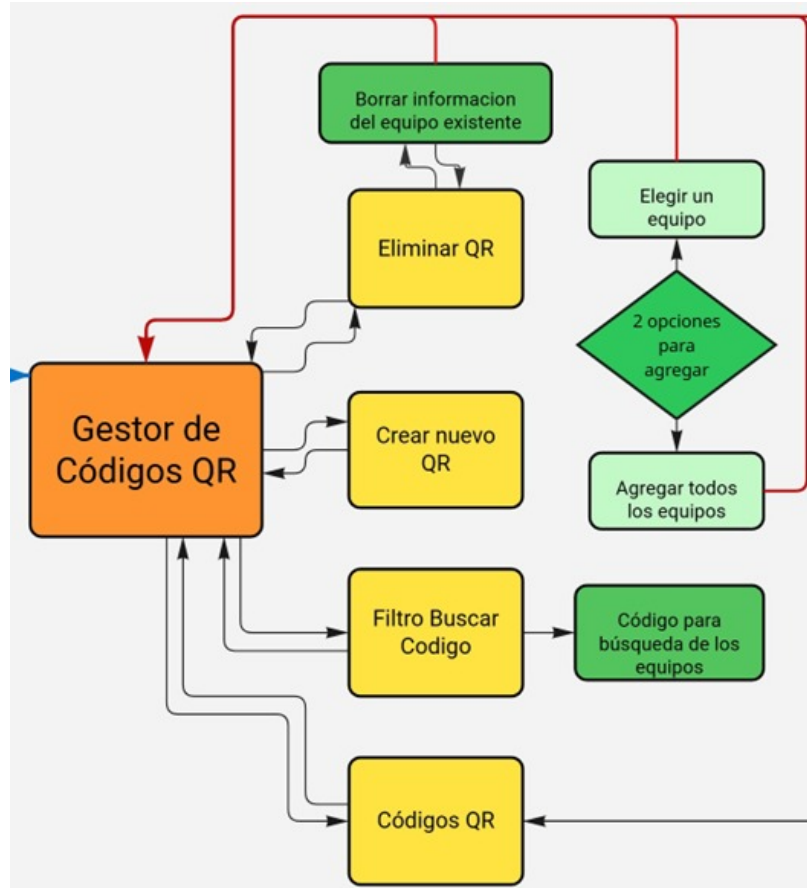 Borrar informacion
del equipo existente
Elegir un
equipo
Eliminar QR
2 opciones
para
agregar
Gestor de
Códigos QR
Crear nuevo
QR
Agregar todos
los equipos
Filtro Buscar
Codigo
Código para
búsqueda de los
equipos
Códigos QR